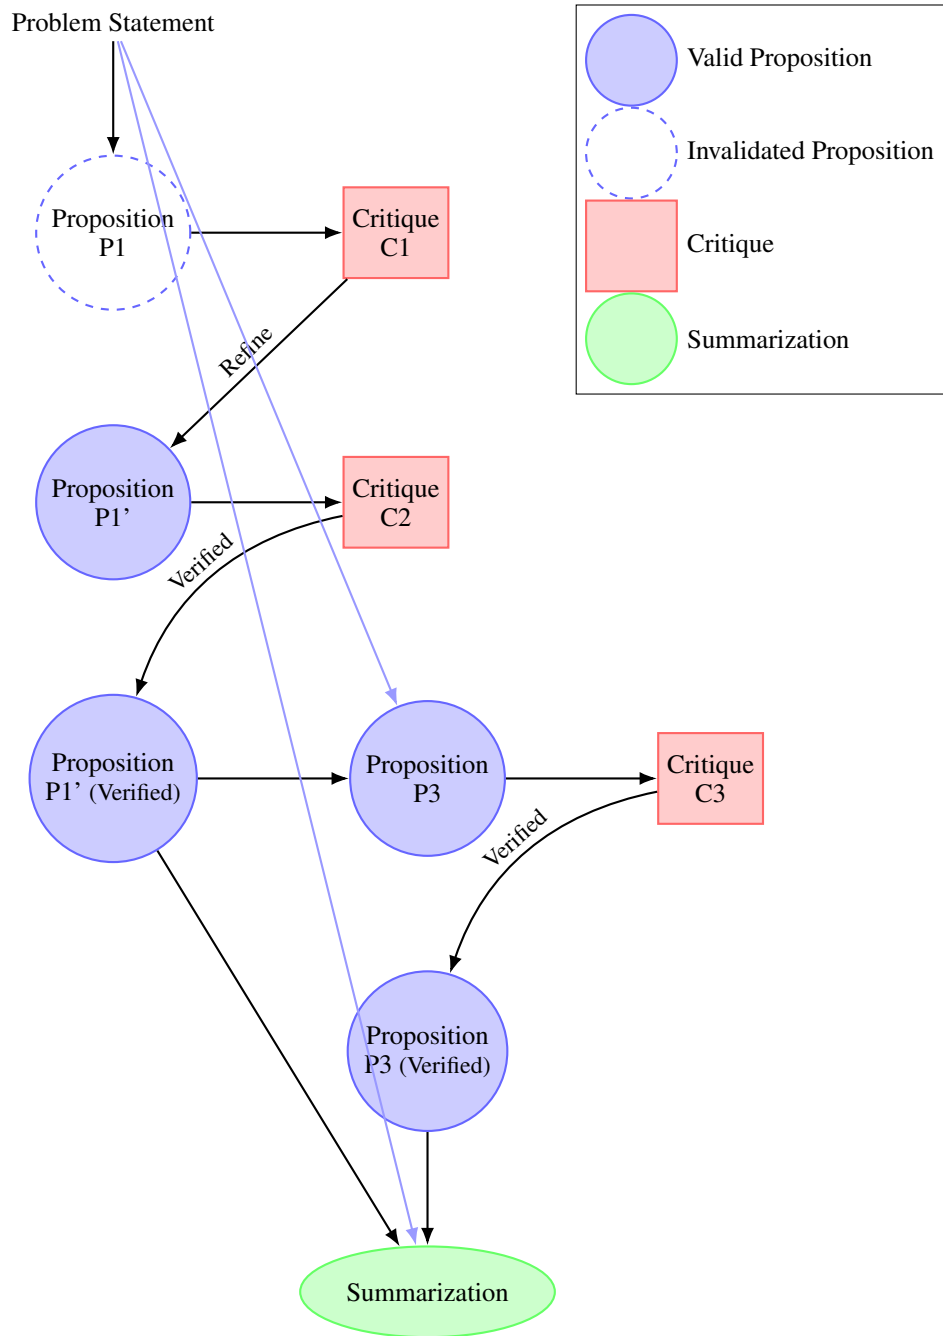 Problem Statement
Valid Proposition
Invalidated Proposition
Critique
Summarization
Proposition
P1
Critique
C1
Refine
Proposition
P1’
Critique
C2
Verified
Proposition
P1’ (Verified)
Proposition
P3
Critique
C3
Verified
Proposition
P3 (Verified)
Summarization